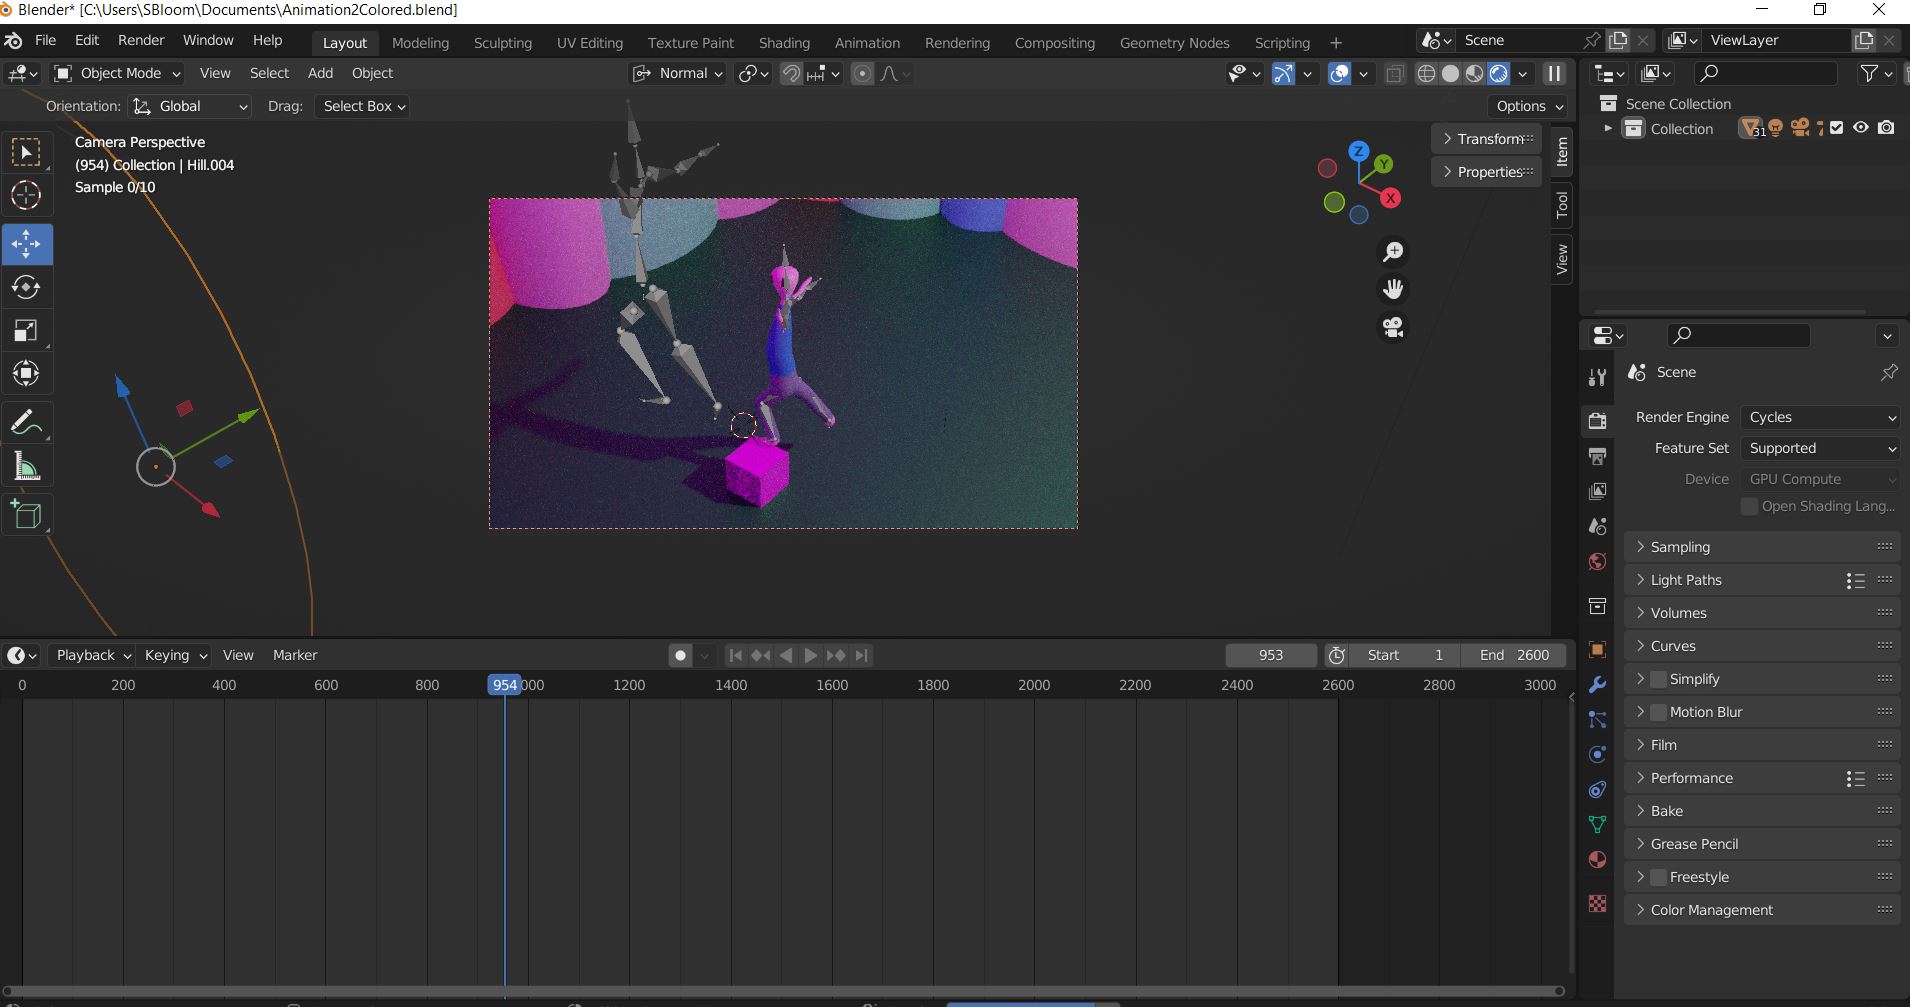 Blender* [C:\Users\SBloom\Documents\Animation2Colored.blend]
File Edit Render Window Help Layout Modeling Sculpting UV Editing Texture Paint Shading Animation Rendering Compositing Geometry Nodes Scripting + Scene ViewLayer
Object Mode View Select Add Object Normal
Orientation: Global Drag: Select Box Options
Scene Collection
Collection 31
Camera Perspective
(954) Collection | Hill.004
Sample 0/10
Z
Y
X
Transform
Properties
Item
Tool
View
Scene
Render Engine Cycles
Feature Set Supported
Device GPU Compute
Open Shading Lang...
Sampling
Light Paths
Volumes
Curves
Simplify
Motion Blur
Film
Performance
Bake
Grease Pencil
Freestyle
Color Management
Playback Keying View Marker 953 Start 1 End 2600
0 200 400 600 800 954 000 1200 1400 1600 1800 2000 2200 2400 2600 2800 3000